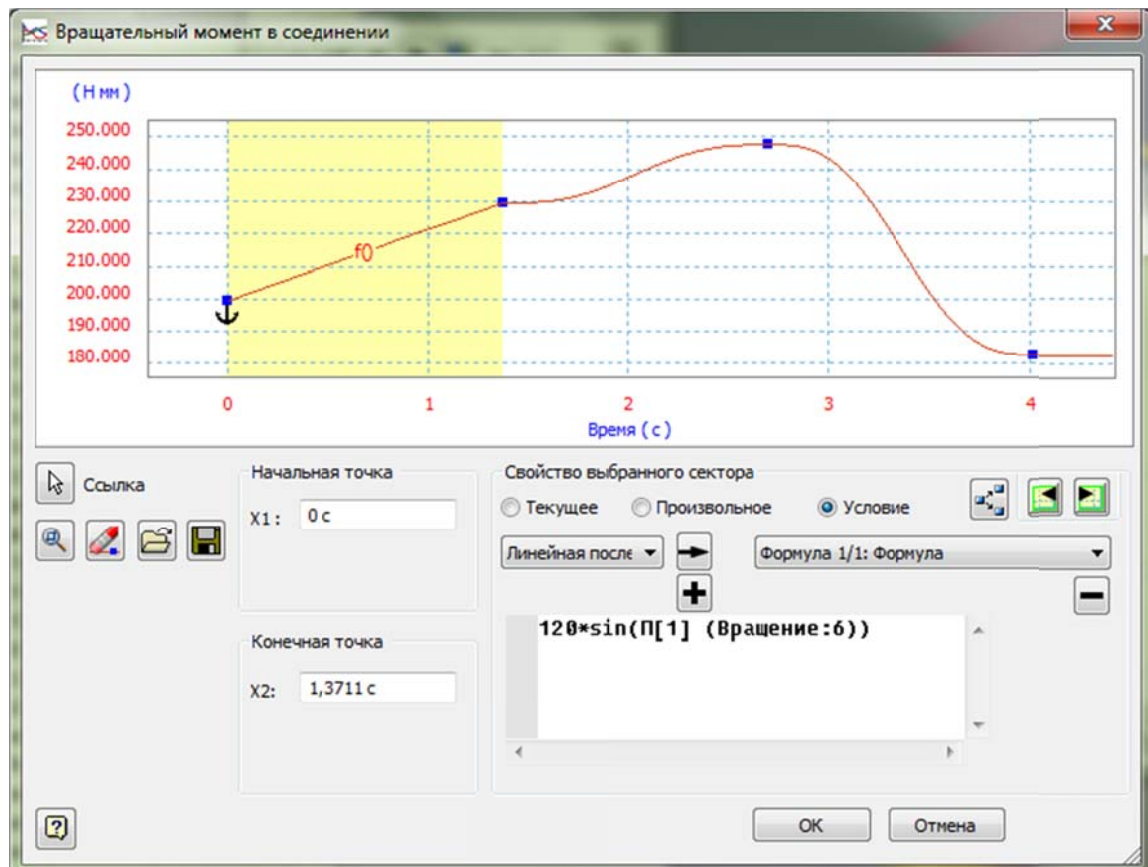 Вращательный момент в соединении
(Н мм)
250.000
240.000
230.000
220.000
210.000
200.000
190.000
180.000
f()
0 1 2 3 4
Время ( с )
Ссылка
Начальная точка
X1 : 0 с
Конечная точка
X2: 1,3711 с
Свойство выбранного сектора
Текущее Произвольное Условие
Линейная после Формула 1/1: Формула
120*sin(П[1] (Вращение:6))
ОК Отмена